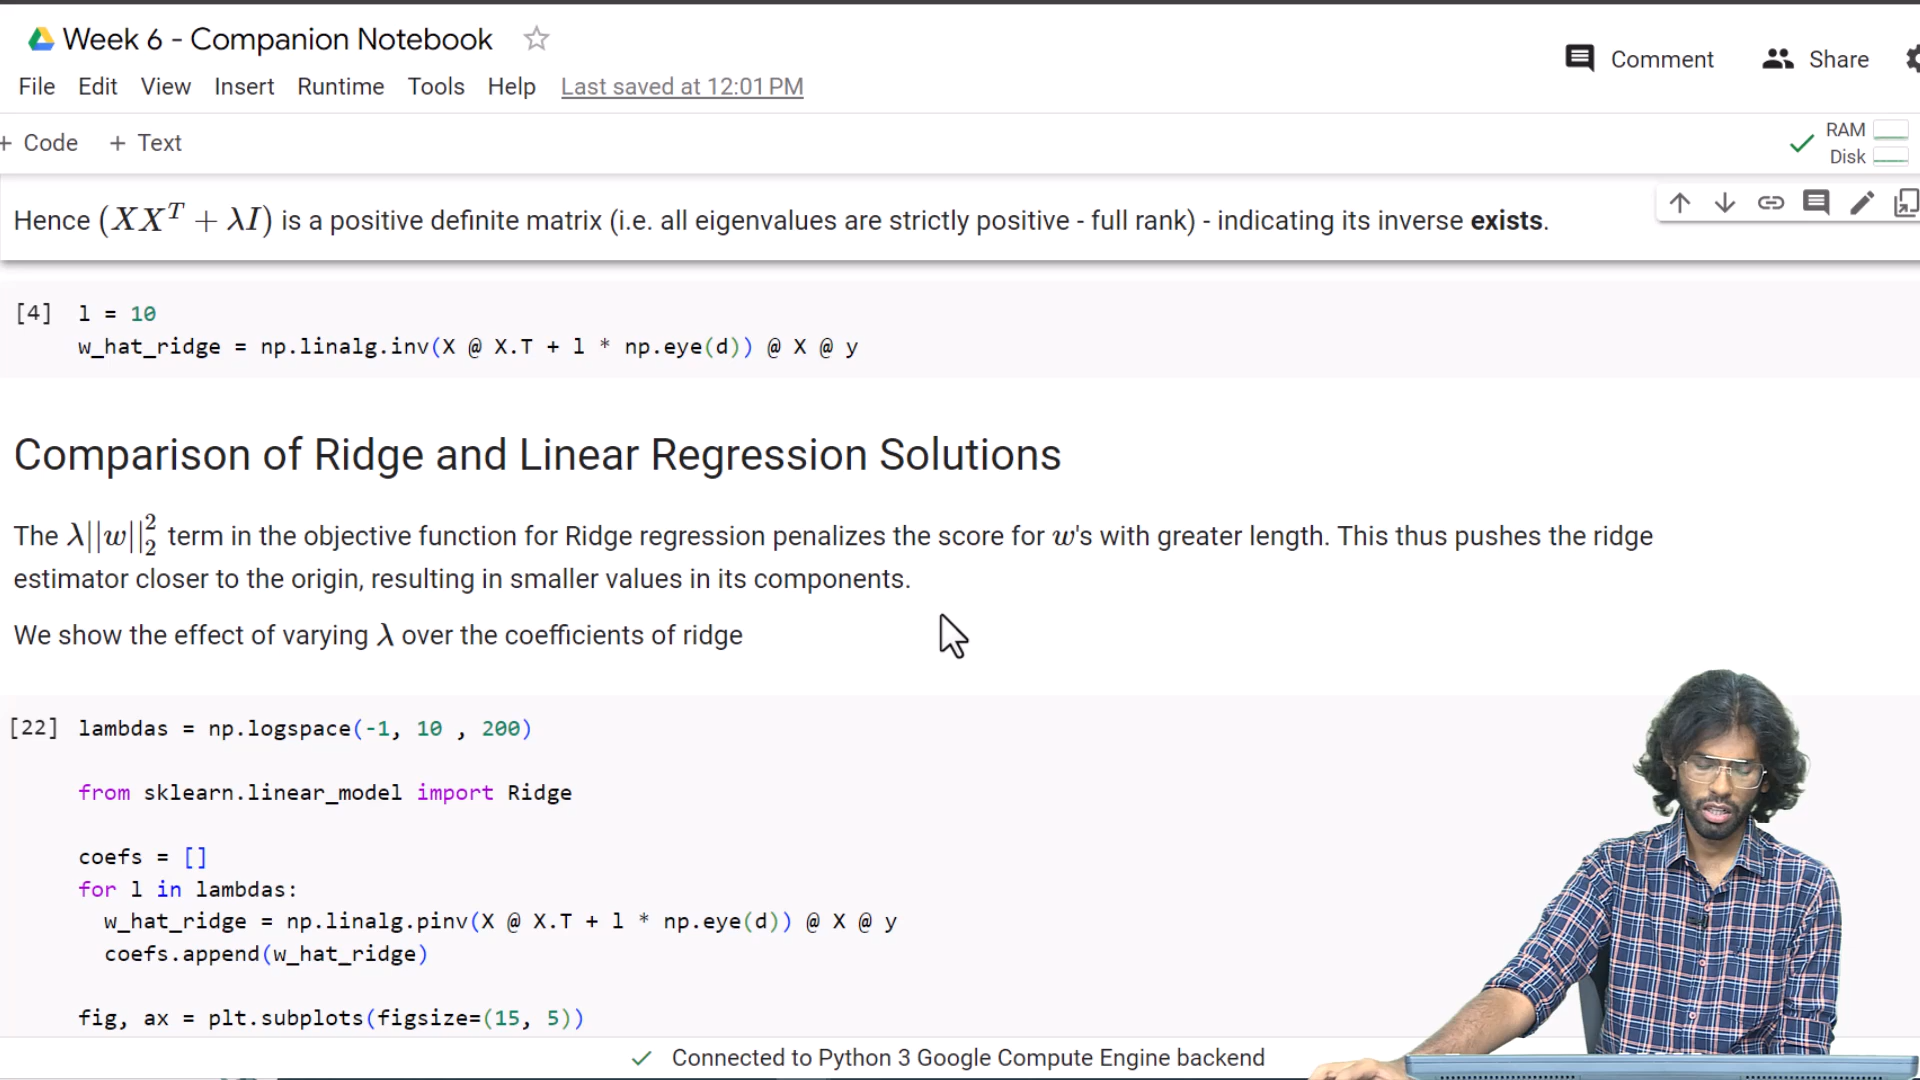 Week 6 - Companion Notebook
Comment
Share
File Edit View Insert Runtime Tools Help Last saved at 12:01 PM
+ Code + Text
RAM
Disk
Hence (XX^T + λI) is a positive definite matrix (i.e. all eigenvalues are strictly positive - full rank) - indicating its inverse exists.
[4] l = 10
w_hat_ridge = np.linalg.inv(X @ X.T + l * np.eye(d)) @ X @ y
Comparison of Ridge and Linear Regression Solutions
The λ||w||_2^2 term in the objective function for Ridge regression penalizes the score for w's with greater length. This thus pushes the ridge
estimator closer to the origin, resulting in smaller values in its components.
We show the effect of varying λ over the coefficients of ridge
[22] lambdas = np.logspace(-1, 10 , 200)
from sklearn.linear_model import Ridge
coefs = []
for l in lambdas:
w_hat_ridge = np.linalg.pinv(X @ X.T + l * np.eye(d)) @ X @ y
coefs.append(w_hat_ridge)
fig, ax = plt.subplots(figsize=(15, 5))
Connected to Python 3 Google Compute Engine backend